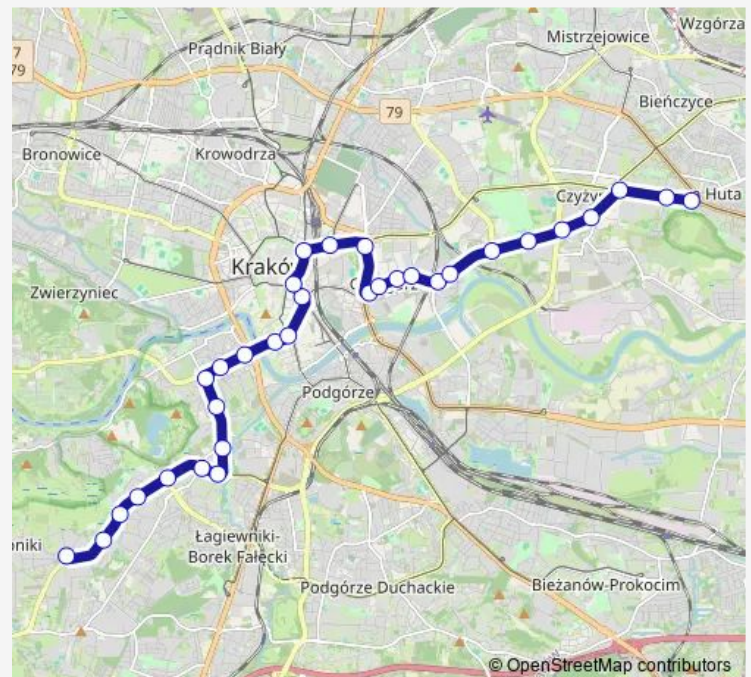 Wzgórza
Prądnik Biały
Mistrzejowice
7
79
79
Bieńczyce
Bronowice
Krowodrza
Huta
Kraków
Zwierzyniec
Podgórze
Łagiewniki-
Borek Fałęcki
Podgórze Duchackie
Bieżanów-Prokocim
© OpenStreetMap contributors